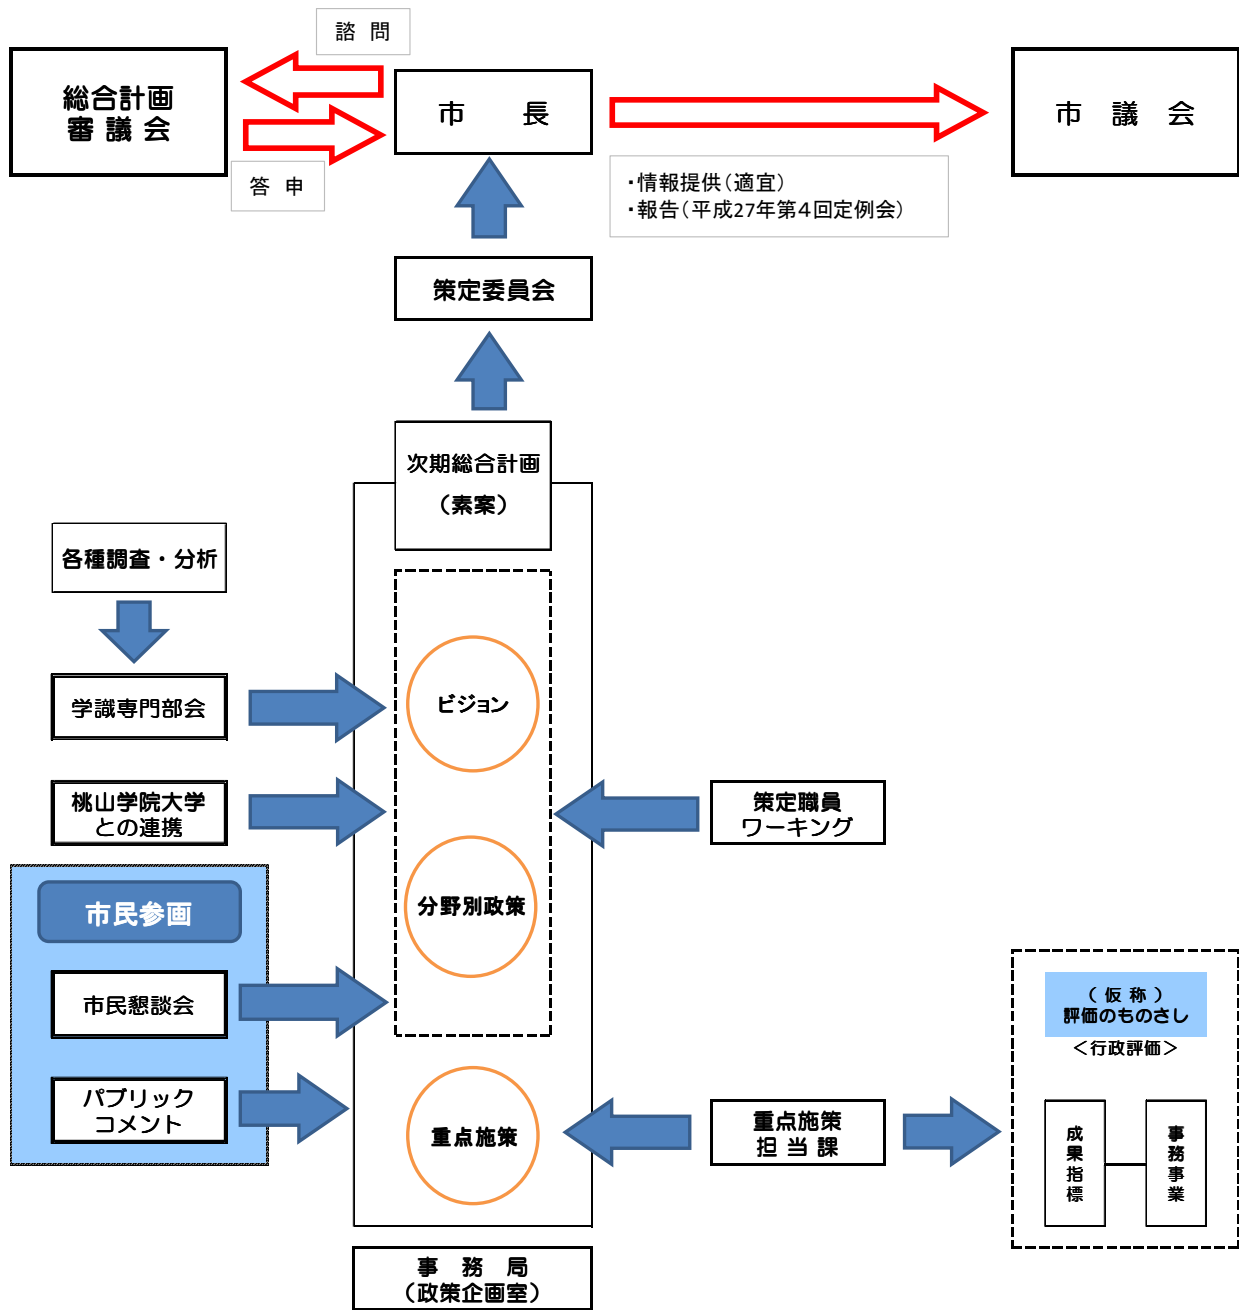 諮 問
総合計画
審 議 会
市　　長
市　議　会
答 申
・情報提供（適宜）
・報告（平成27年第4回定例会）
策定委員会
次期総合計画
（素案）
各種調査・分析
学識専門部会
ビジョン
桃山学院大学
との連携
策定職員
ワーキング
市民参画
分野別政策
市民懇談会
（ 仮 称 ）
評価のものさし
＜行政評価＞
パブリック
コメント
重点施策
重点施策
担 当 課
成果指標
事務事業
事　務　局
（政策企画室）